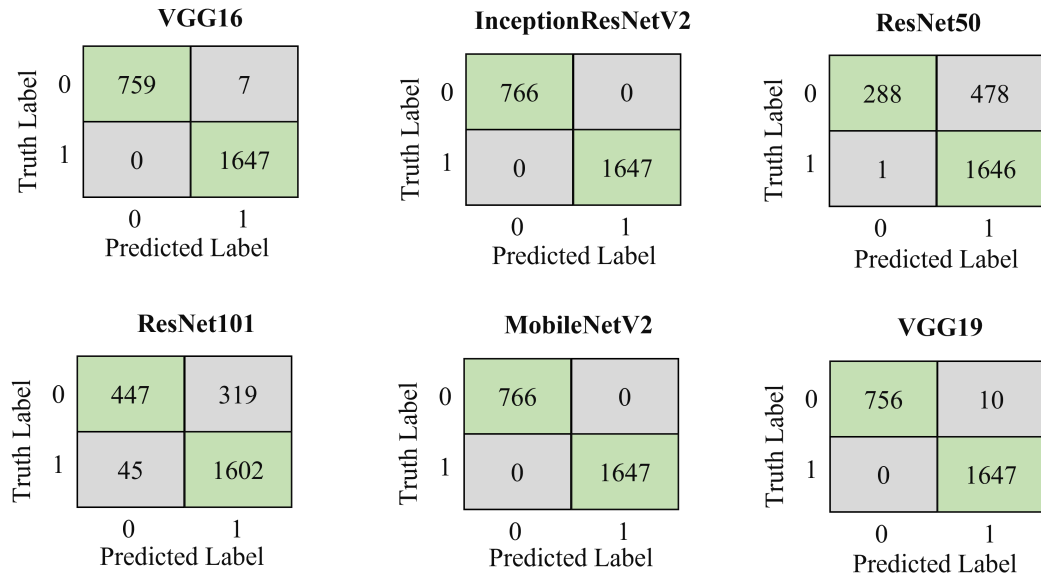 VGG16
Truth Label
0 759 7
1 0 1647
0 1
Predicted Label
InceptionResNetV2
Truth Label
0 766 0
1 0 1647
0 1
Predicted Label
ResNet50
Truth Label
0 288 478
1 1 1646
0 1
Predicted Label
ResNet101
Truth Label
0 447 319
1 45 1602
0 1
Predicted Label
MobileNetV2
Truth Label
0 766 0
1 0 1647
0 1
Predicted Label
VGG19
Truth Label
0 756 10
1 0 1647
0 1
Predicted Label